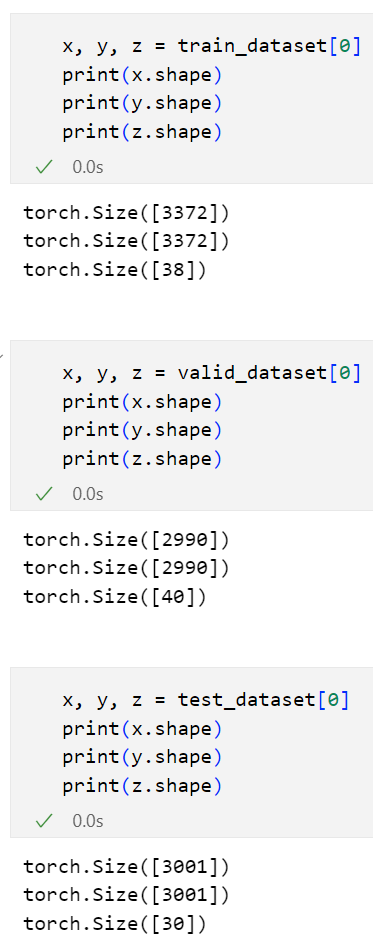 x, y, z = train_dataset[0]
print(x.shape)
print(y.shape)
print(z.shape)
0.0s
torch.Size([3372])
torch.Size([3372])
torch.Size([38])
x, y, z = valid_dataset[0]
print(x.shape)
print(y.shape)
print(z.shape)
0.0s
torch.Size([2990])
torch.Size([2990])
torch.Size([40])
x, y, z = test_dataset[0]
print(x.shape)
print(y.shape)
print(z.shape)
0.0s
torch.Size([3001])
torch.Size([3001])
torch.Size([30])